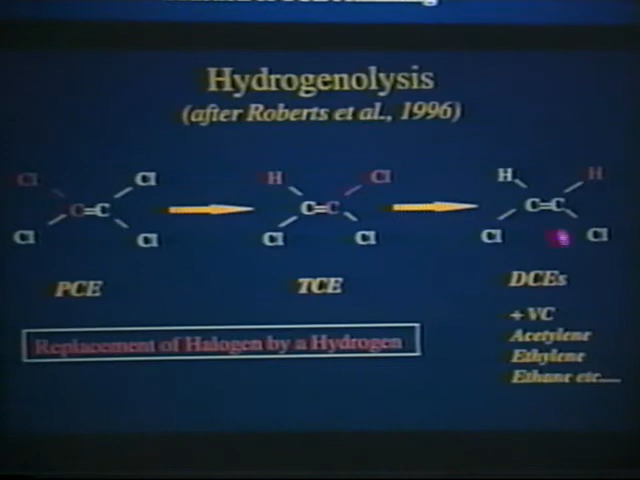 Hydrogenolysis
(after Roberts et al., 1996)
Cl Cl H Cl H H
C=C C=C C=C
Cl Cl Cl Cl Cl Cl
PCE TCE DCEs
+ VC
Acetylene
Ethylene
Ethane etc....
Replacement of Halogen by a Hydrogen